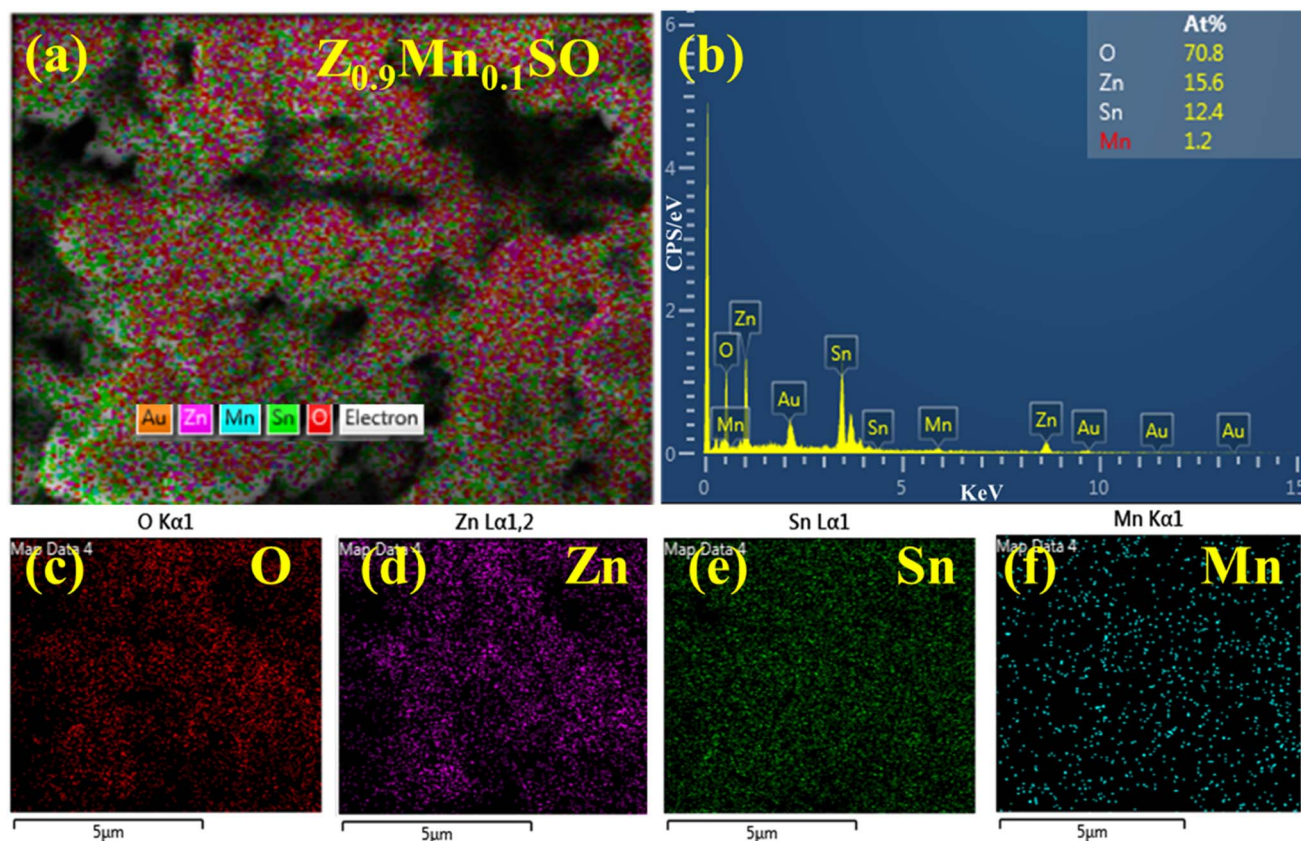 (a) Z0.9Mn0.1SO
Au Zn Mn Sn O Electron
(b)
At%
O 70.8
Zn 15.6
Sn 12.4
Mn 1.2
6
4
2
0
CPS/eV
O
Zn
Mn
Au
Sn
Sn
Mn
Zn
Au
Au
Au
0 5 10 15
KeV
O Kα1
Map Data 4
(c) O
5μm
Zn Lα1,2
Map Data 4
(d) Zn
5μm
Sn Lα1
Map Data 4
(e) Sn
5μm
Mn Kα1
Map Data 4
(f) Mn
5μm